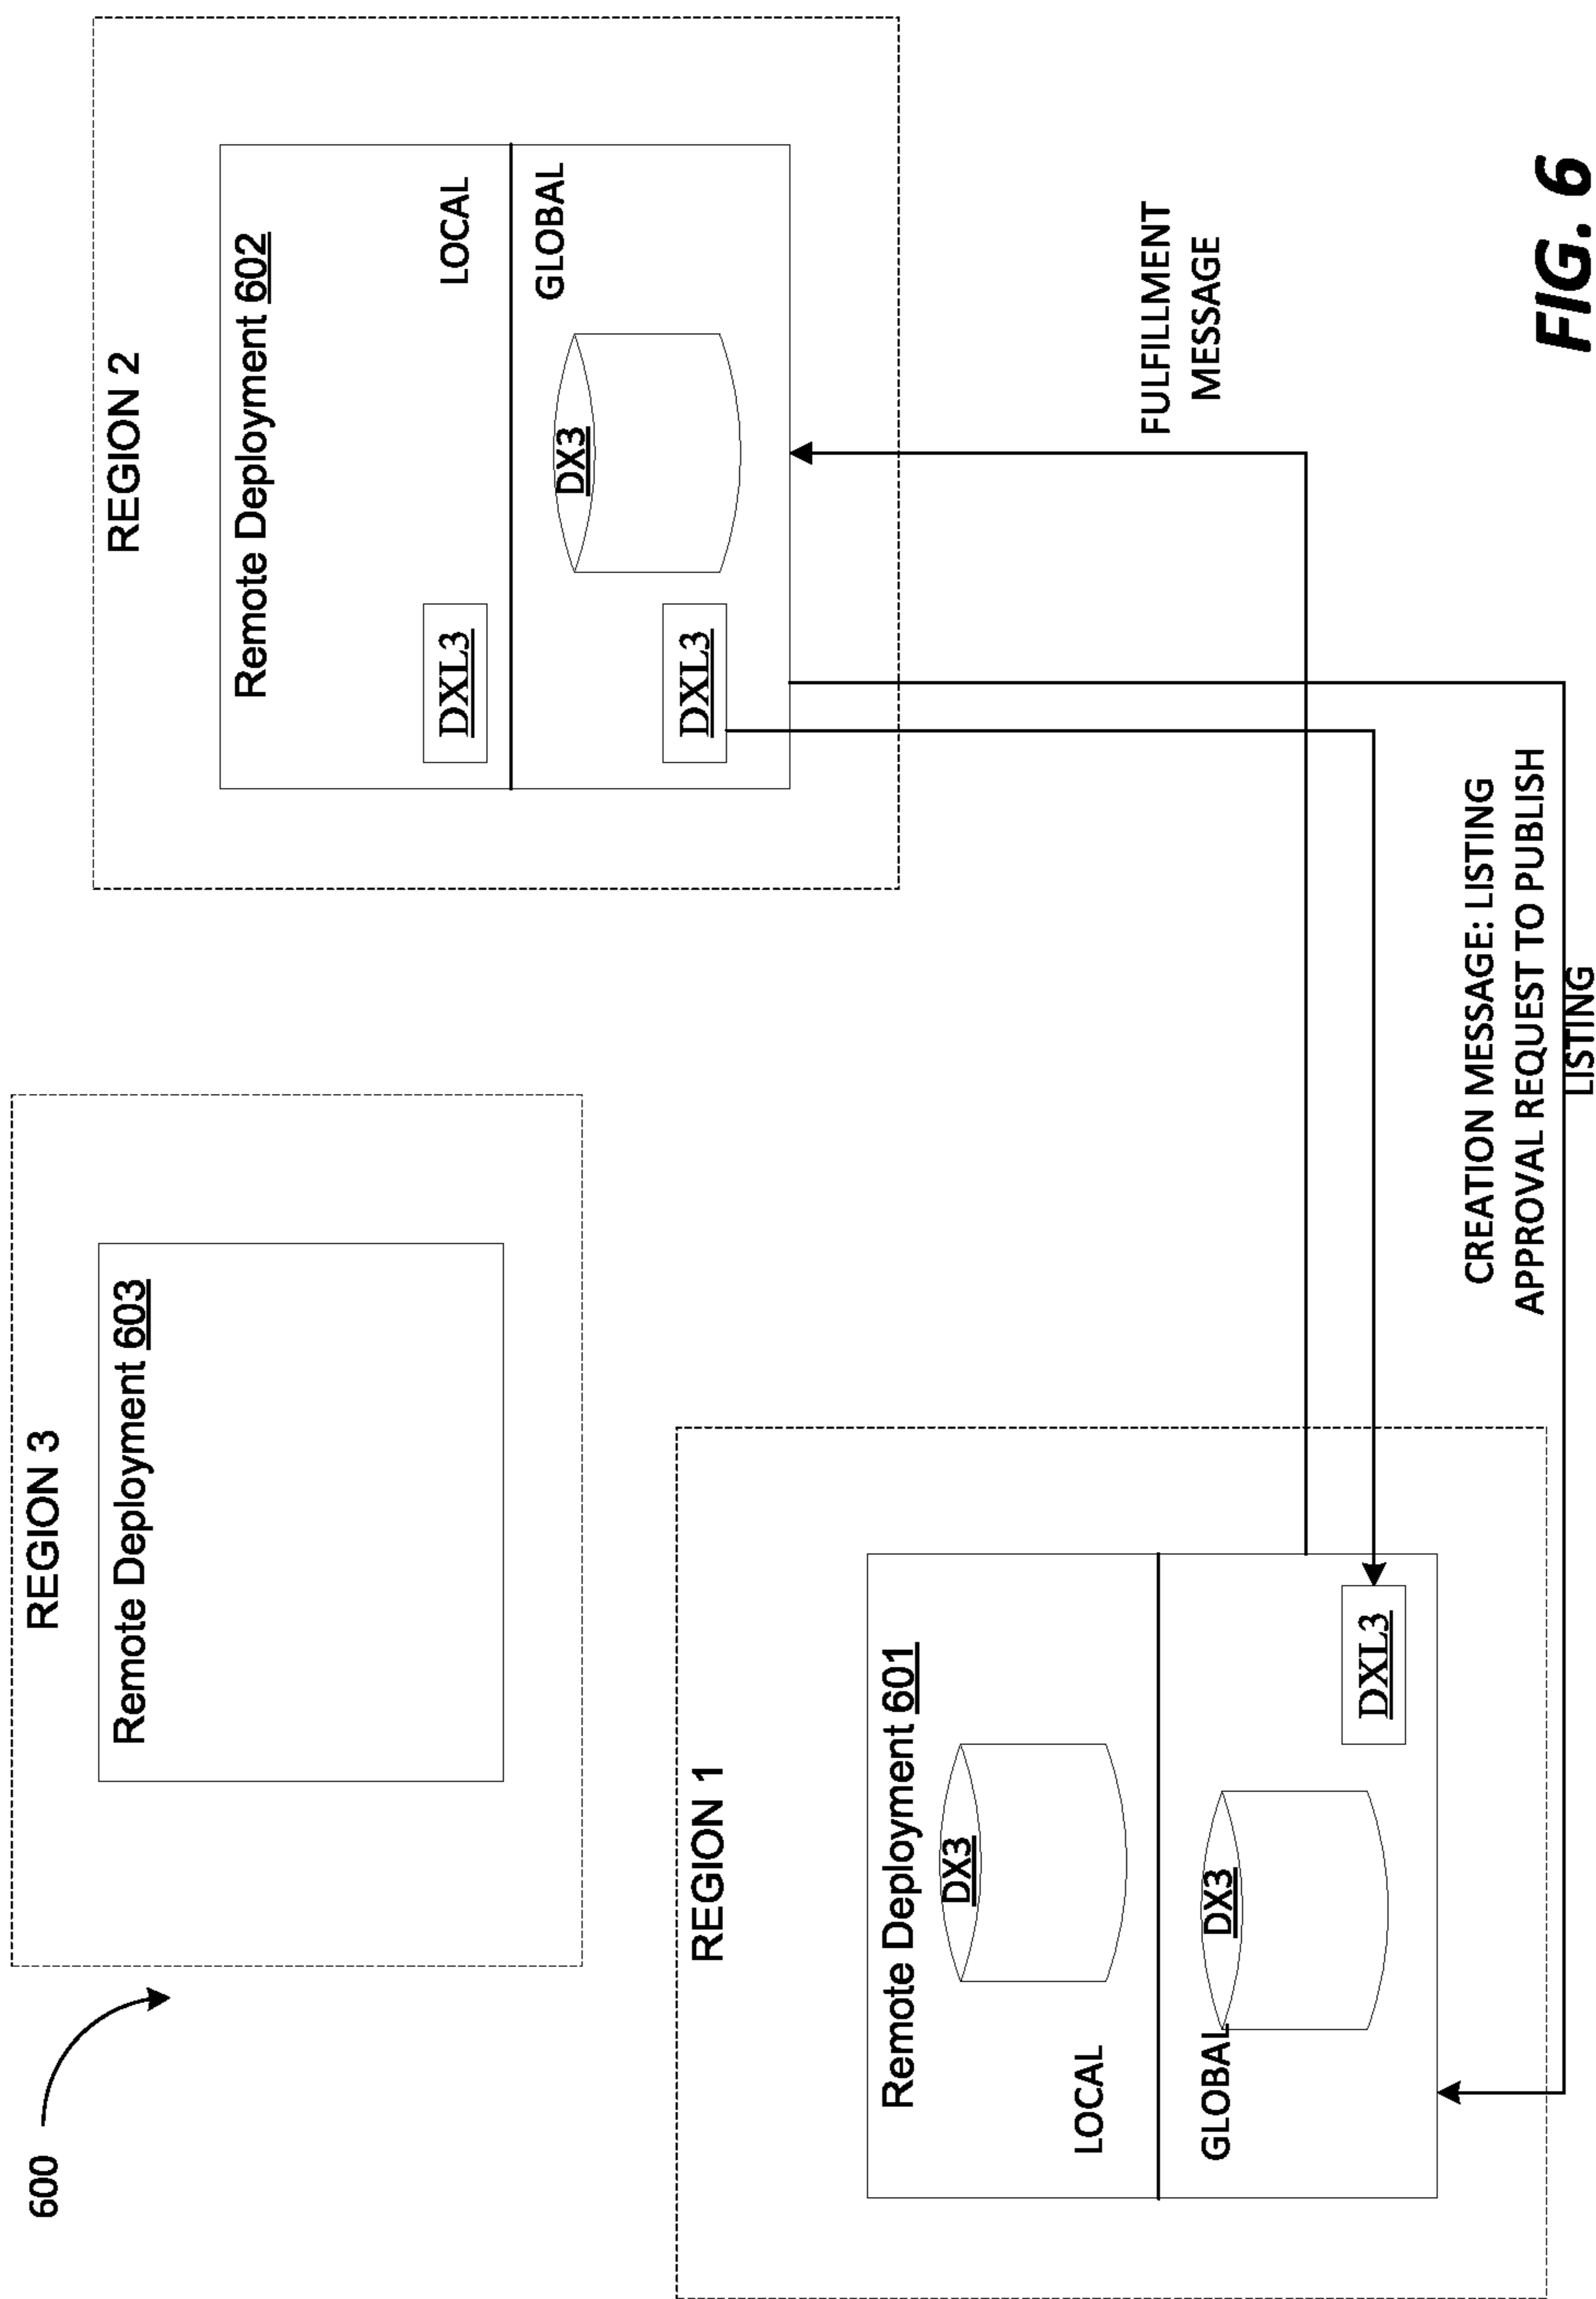 600
REGION 3
Remote Deployment 603
REGION 2
Remote Deployment 602
LOCAL
DXL3
GLOBAL
DX3
DXL3
REGION 1
Remote Deployment 601
DX3
LOCAL
GLOBAL
DX3
DXL3
FULFILLMENT
MESSAGE
CREATION MESSAGE: LISTING
APPROVAL REQUEST TO PUBLISH
LISTING
FIG. 6